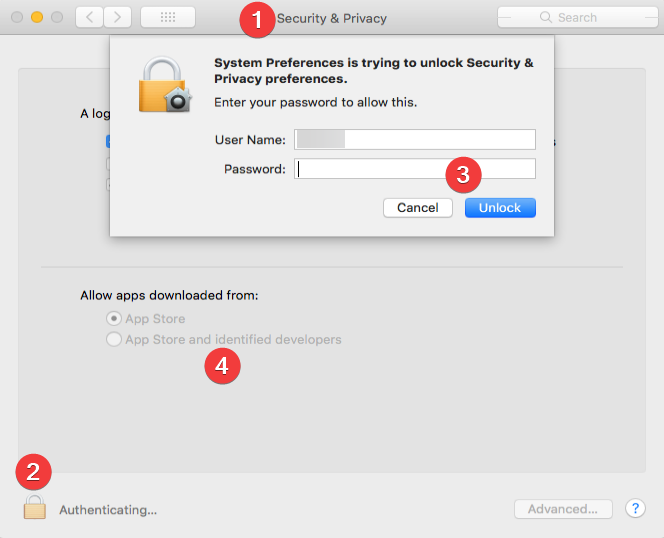 1
Security & Privacy
Search
System Preferences is trying to unlock Security &
Privacy preferences.
Enter your password to allow this.
A log
User Name:
Password:
3
Cancel
Unlock
Allow apps downloaded from:
App Store
App Store and identified developers
4
2
Authenticating...
Advanced...
?